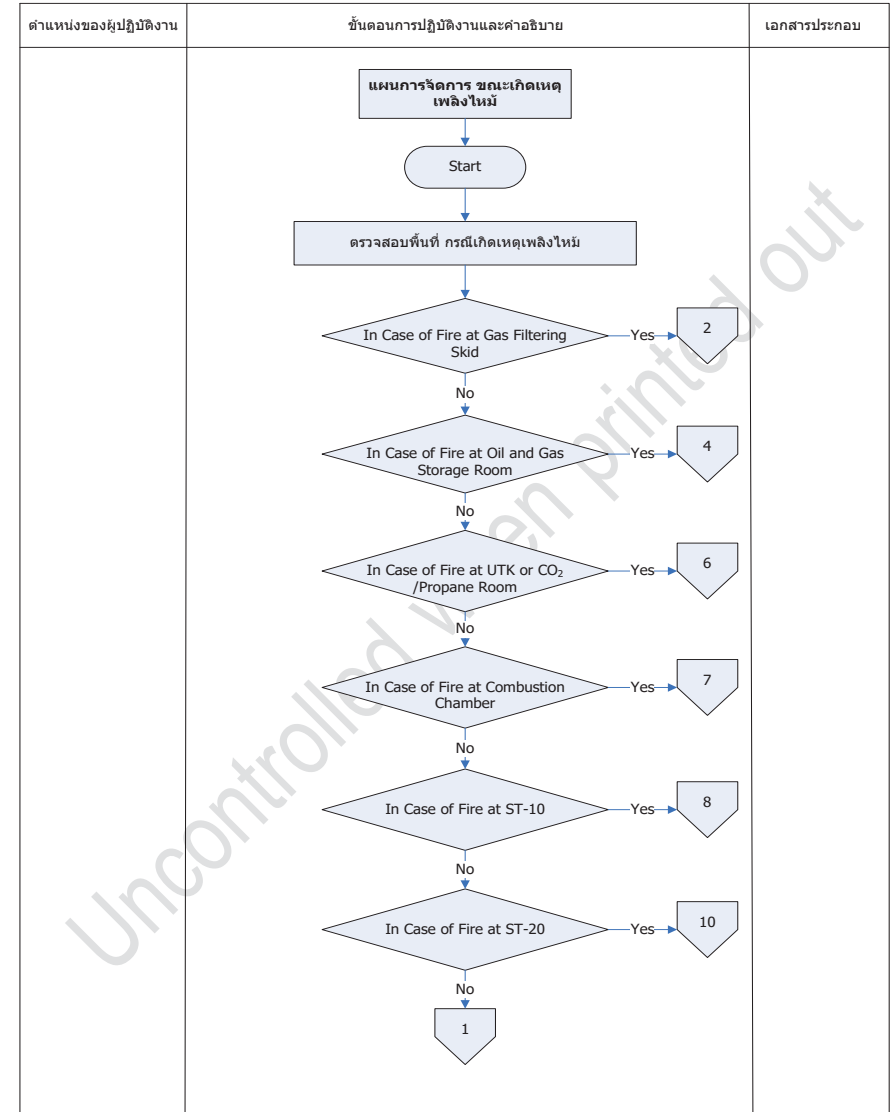 ตำแหน่งของผู้ปฏิบัติงาน
ขั้นตอนการปฏิบัติงานและคำอธิบาย
เอกสารประกอบ
แผนการจัดการ ขณะเกิดเหตุ
เพลิงไหม้
Start
ตรวจสอบพื้นที่ กรณีเกิดเหตุเพลิงไหม้
In Case of Fire at Gas Filtering
Skid
Yes
2
No
In Case of Fire at Oil and Gas
Storage Room
Yes
4
No
In Case of Fire at UTK or CO₂
/Propane Room
Yes
6
No
In Case of Fire at Combustion
Chamber
Yes
7
No
In Case of Fire at ST-10
Yes
8
No
In Case of Fire at ST-20
Yes
10
No
1
Uncontrolled when printed out